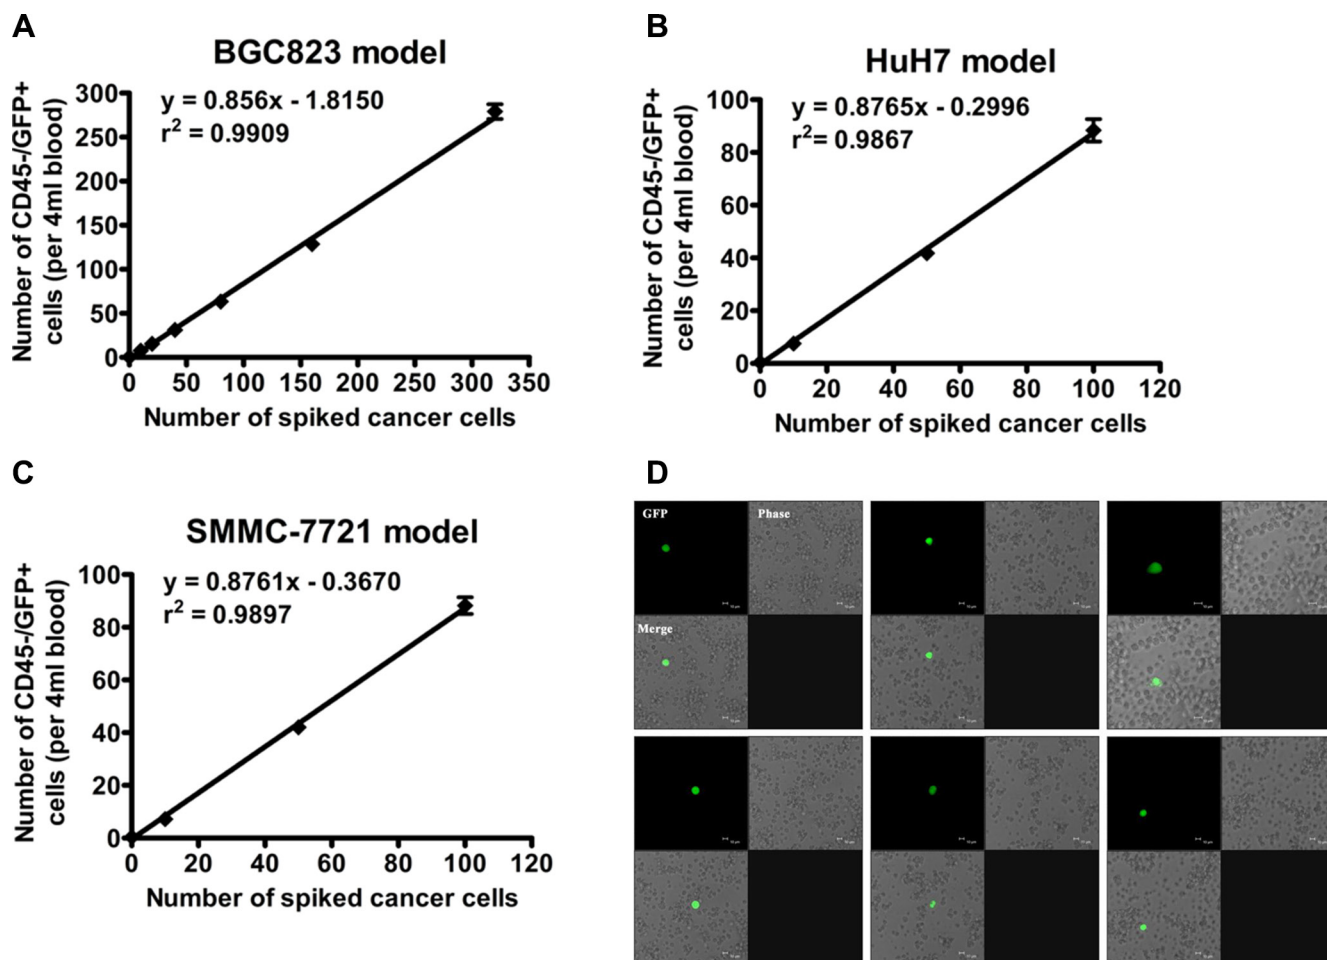 A
BGC823 model
y = 0.856x - 1.8150
r2 = 0.9909
Number of CD45-/GFP+
cells (per 4ml blood)
300
250
200
150
100
50
0
0 50 100 150 200 250 300 350
Number of spiked cancer cells
B
HuH7 model
y = 0.8765x - 0.2996
r2= 0.9867
Number of CD45-/GFP+
cells (per 4ml blood)
100
80
60
40
20
0
0 20 40 60 80 100 120
Number of spiked cancer cells
C
SMMC-7721 model
y = 0.8761x - 0.3670
r2 = 0.9897
Number of CD45-/GFP+
cells (per 4ml blood)
100
80
60
40
20
0
0 20 40 60 80 100 120
Number of spiked cancer cells
D
GFP Phase
Merge